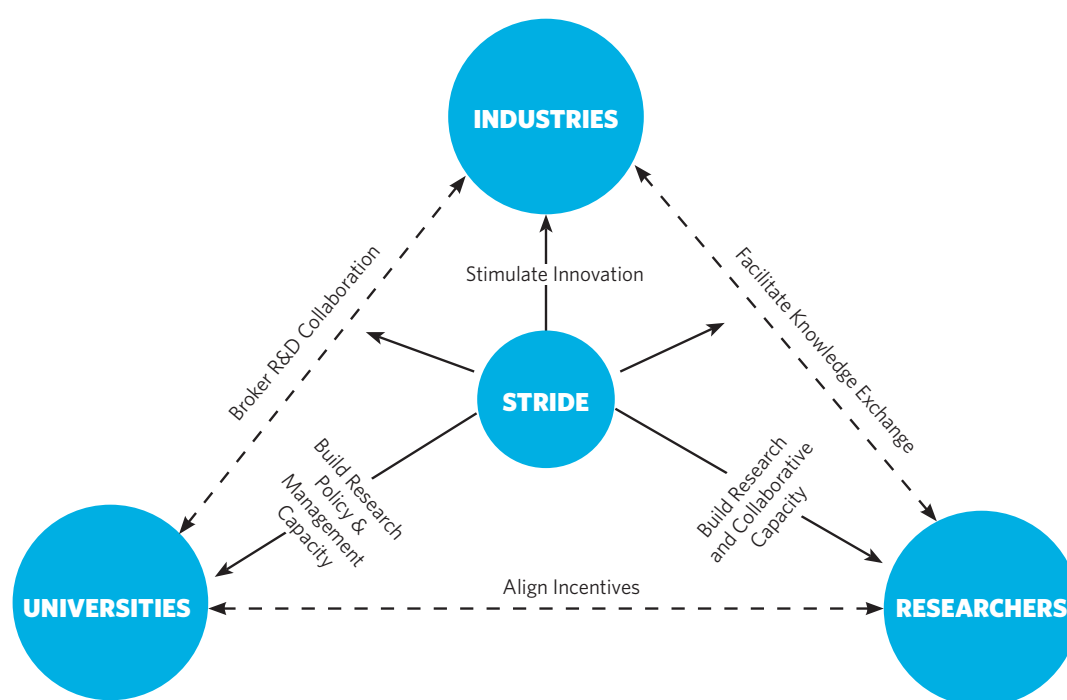 INDUSTRIES
Stimulate Innovation
Broker R&D Collaboration
Facilitate Knowledge Exchange
STRIDE
Build Research
Policy &
Management
Capacity
Build Research
and Collaborative
Capacity
Align Incentives
UNIVERSITIES
RESEARCHERS